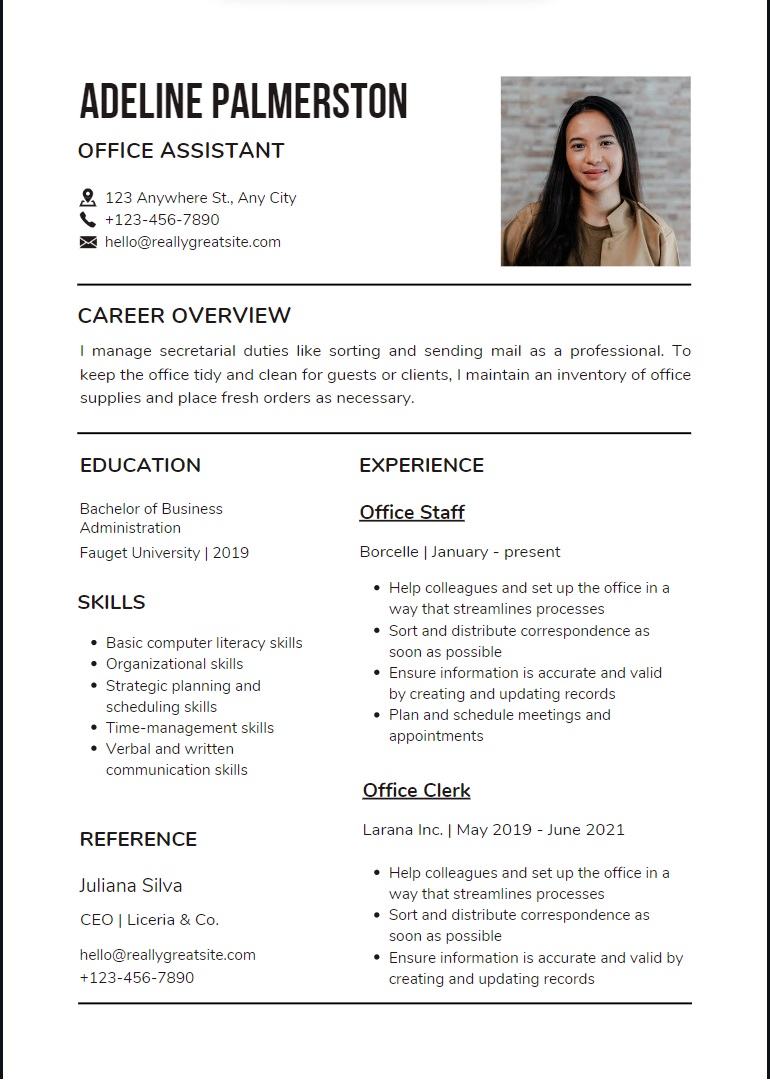 ADELINE PALMERSTON
OFFICE ASSISTANT
123 Anywhere St., Any City
+123-456-7890
hello@reallygreatsite.com
CAREER OVERVIEW
I manage secretarial duties like sorting and sending mail as a professional. To
keep the office tidy and clean for guests or clients, I maintain an inventory of office
supplies and place fresh orders as necessary.
EDUCATION
Bachelor of Business
Administration
Fauget University | 2019
SKILLS
• Basic computer literacy skills
• Organizational skills
• Strategic planning and
scheduling skills
• Time-management skills
• Verbal and written
communication skills
REFERENCE
Juliana Silva
CEO | Liceria & Co.
hello@reallygreatsite.com
+123-456-7890
EXPERIENCE
Office Staff
Borcelle | January - present
• Help colleagues and set up the office in a
way that streamlines processes
• Sort and distribute correspondence as
soon as possible
• Ensure information is accurate and valid
by creating and updating records
• Plan and schedule meetings and
appointments
Office Clerk
Larana Inc. | May 2019 - June 2021
• Help colleagues and set up the office in a
way that streamlines processes
• Sort and distribute correspondence as
soon as possible
• Ensure information is accurate and valid by
creating and updating records